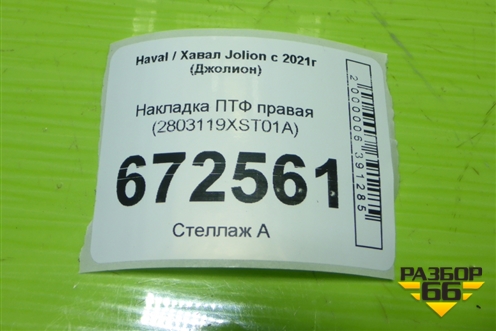 Haval / Хавал Jolion с 2021г
(Джолион)
Накладка ПТФ правая
(2803119XST01A)
672561
Стеллаж А
2000006391285
РАЗБОР
66